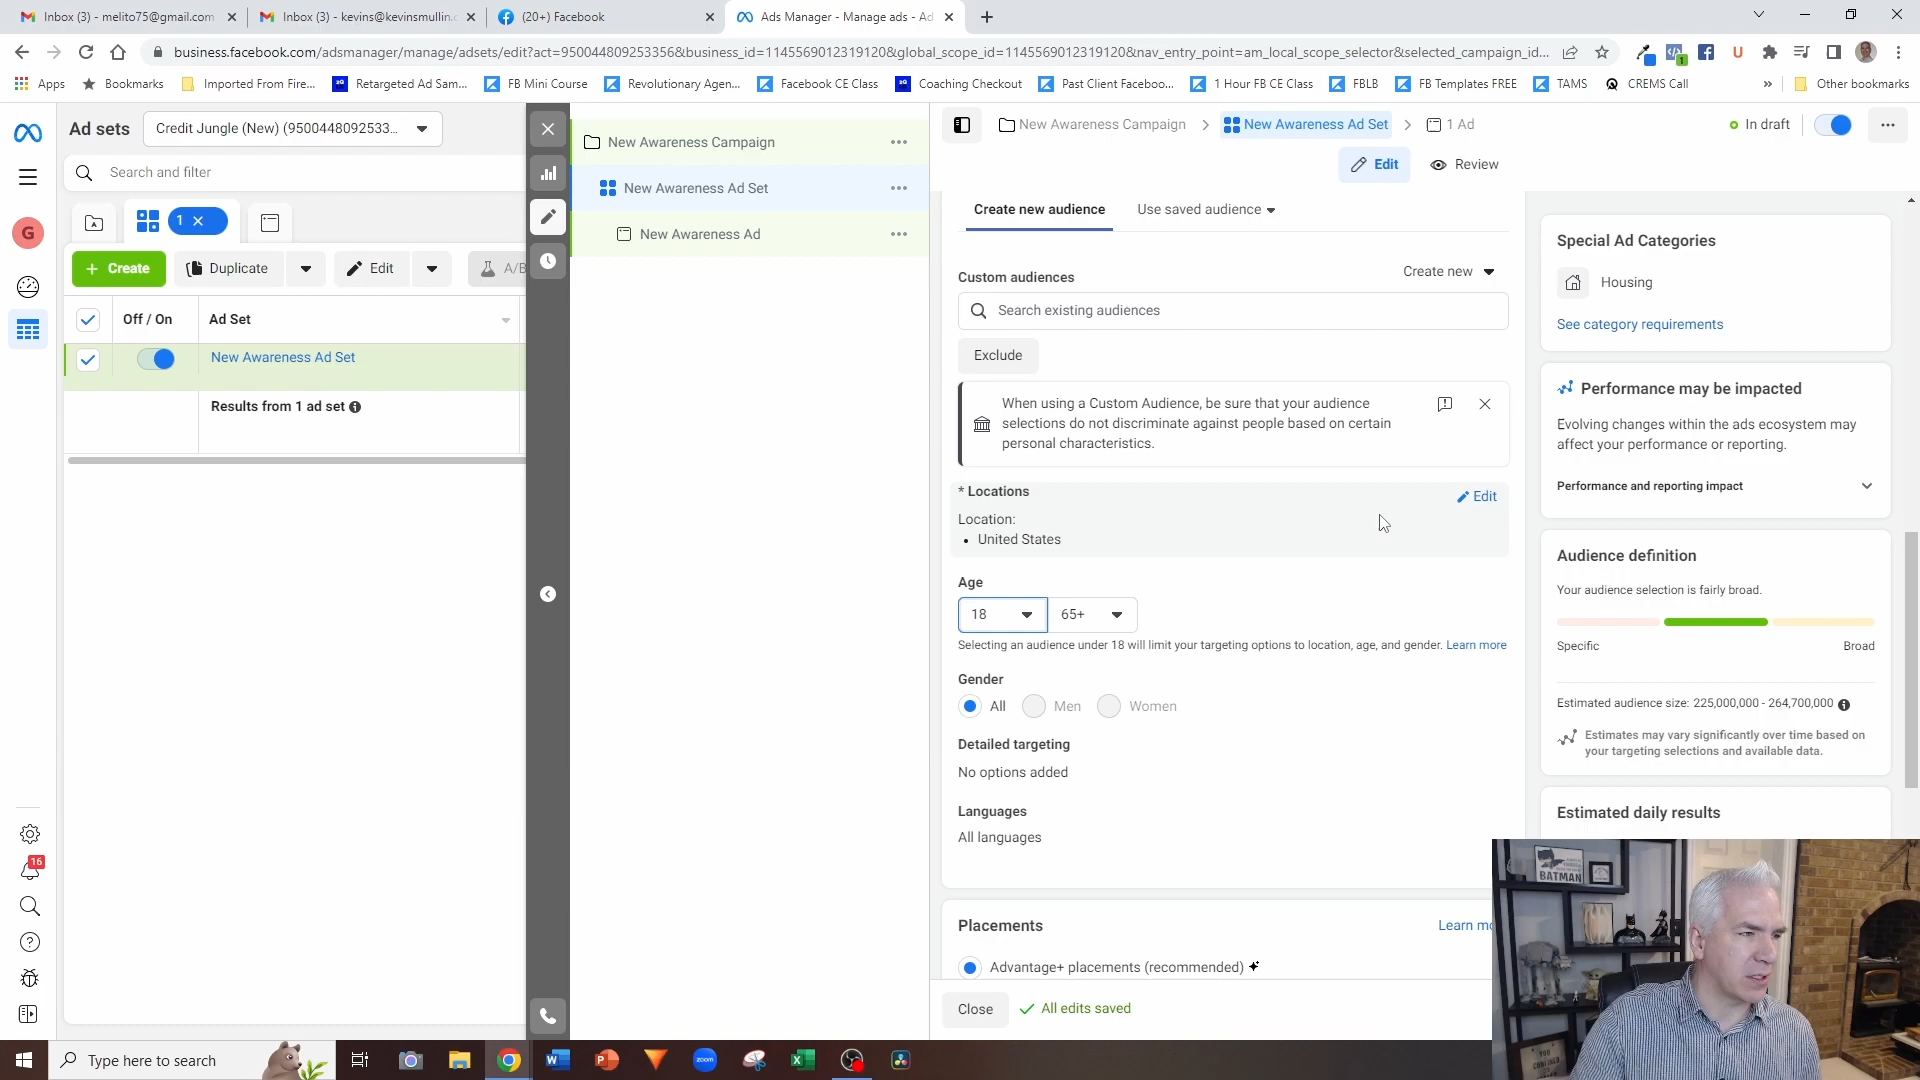 Inbox (3) - melito75@gmail.com
Inbox (3) - kevins@kevinsmullin.c
(20+) Facebook
Ads Manager - Manage ads - Ad
business.facebook.com/adsmanager/manage/adsets/edit?act=950044809253356&business_id=1145569012319120&global_scope_id=1145569012319120&nav_entry_point=am_local_scope_selector&selected_campaign_id...
Apps
Bookmarks
Imported From Fire...
Retargeted Ad Sam...
FB Mini Course
Revolutionary Agen...
Facebook CE Class
Coaching Checkout
Past Client Faceboo...
1 Hour FB CE Class
FBLB
FB Templates FREE
TAMS
CREMS Call
»
Other bookmarks
Ad sets
Credit Jungle (New) (9500448092533...
Search and filter
1
G
+ Create
Duplicate
Edit
A/B
Off / On
Ad Set
New Awareness Ad Set
Results from 1 ad set
16
New Awareness Campaign
New Awareness Ad Set
New Awareness Ad
New Awareness Campaign
New Awareness Ad Set
1 Ad
In draft
Edit
Review
Create new audience
Use saved audience
Custom audiences
Create new
Search existing audiences
Exclude
When using a Custom Audience, be sure that your audience
selections do not discriminate against people based on certain
personal characteristics.
* Locations
Edit
Location:
• United States
Age
18
65+
Selecting an audience under 18 will limit your targeting options to location, age, and gender. Learn more
Gender
All
Men
Women
Detailed targeting
No options added
Languages
All languages
Placements
Learn mo
Advantage+ placements (recommended)
Close
All edits saved
Special Ad Categories
Housing
See category requirements
Performance may be impacted
Evolving changes within the ads ecosystem may
affect your performance or reporting.
Performance and reporting impact
Audience definition
Your audience selection is fairly broad.
Specific
Broad
Estimated audience size: 225,000,000 - 264,700,000
Estimates may vary significantly over time based on
your targeting selections and available data.
Estimated daily results
BATMAN
Type here to search
zoom